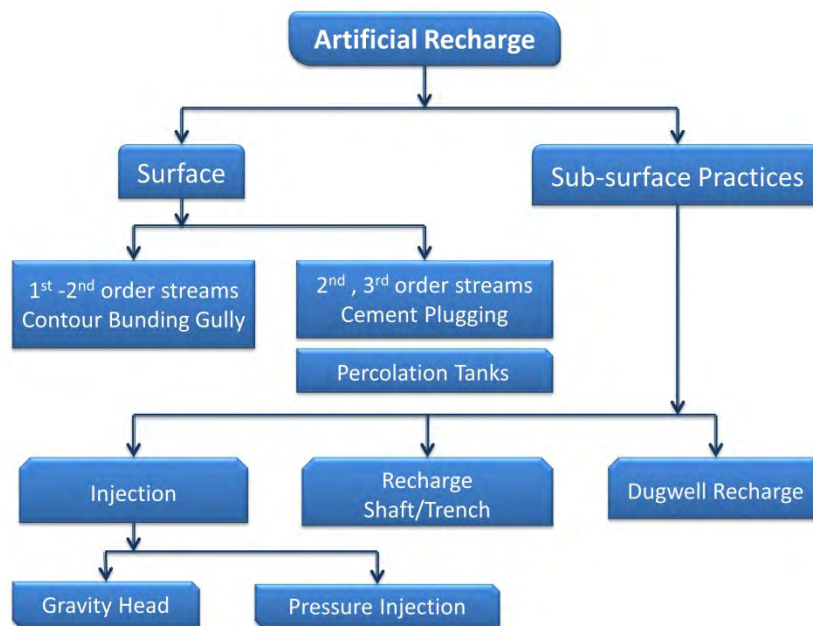 Artificial Recharge
Surface
Sub-surface Practices
1st -2nd order streams
Contour Bunding Gully
2nd , 3rd order streams
Cement Plugging
Percolation Tanks
Injection
Recharge
Shaft/Trench
Dugwell Recharge
Gravity Head
Pressure Injection